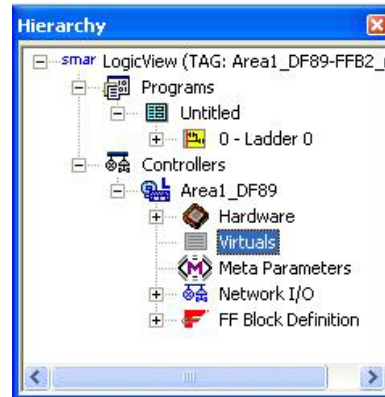 Hierarchy
smar LogicView (TAG: Area1_DF89-FFB2_
Programs
Untitled
0 - Ladder 0
Controllers
Area1_DF89
Hardware
Virtuals
Meta Parameters
Network I/O
FF Block Definition